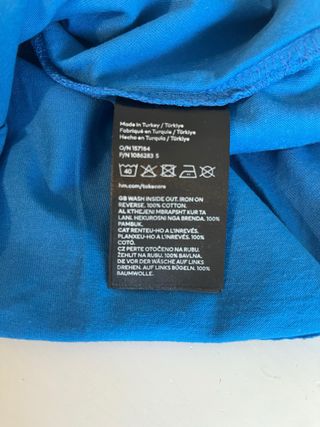 Made in Turkey / Türkiye
Fabriqué en Turquie / Türkiye
Hecho en Turquía / Türkiye
O/N 157164
P/N 1086283 5
40
hm.com/takecare
GB WASH INSIDE OUT. IRON ON
REVERSE. 100% COTTON.
AL KTHEJENI MBRAPSHT KUR TA
LANI. HEKUROSNI NGA BRENDA. 100%
PAMBUK.
CAT RENTEU-HO A L'INREVÉS.
PLANXEU-HO A L'INREVÉS. 100%
COTÓ.
CZ PERTE OTOČENO NA RUBU.
ŽEHLIT NA RUBU. 100% BAVLNA.
DE VOR DER WÄSCHE AUF LINKS
DREHEN. AUF LINKS BÜGELN. 100%
BAUMWOLLE.